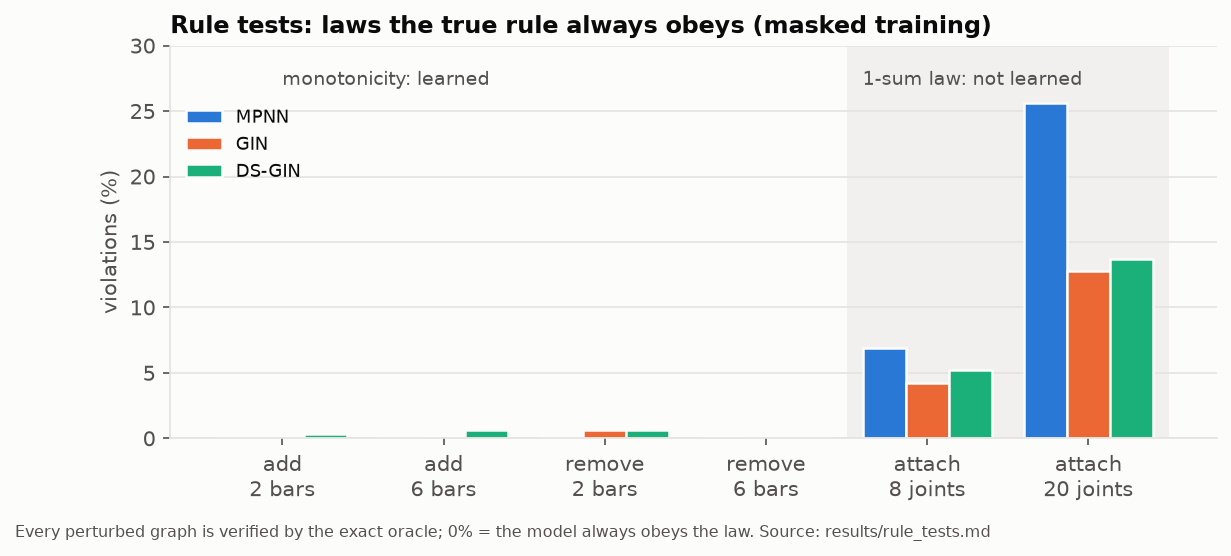 Rule tests: laws the true rule always obeys (masked training)
30
25
20
15
10
5
0
violations (%)
monotonicity: learned
1-sum law: not learned
MPNN
GIN
DS-GIN
add
2 bars
add
6 bars
remove
2 bars
remove
6 bars
attach
8 joints
attach
20 joints
Every perturbed graph is verified by the exact oracle; 0% = the model always obeys the law. Source: results/rule_tests.md